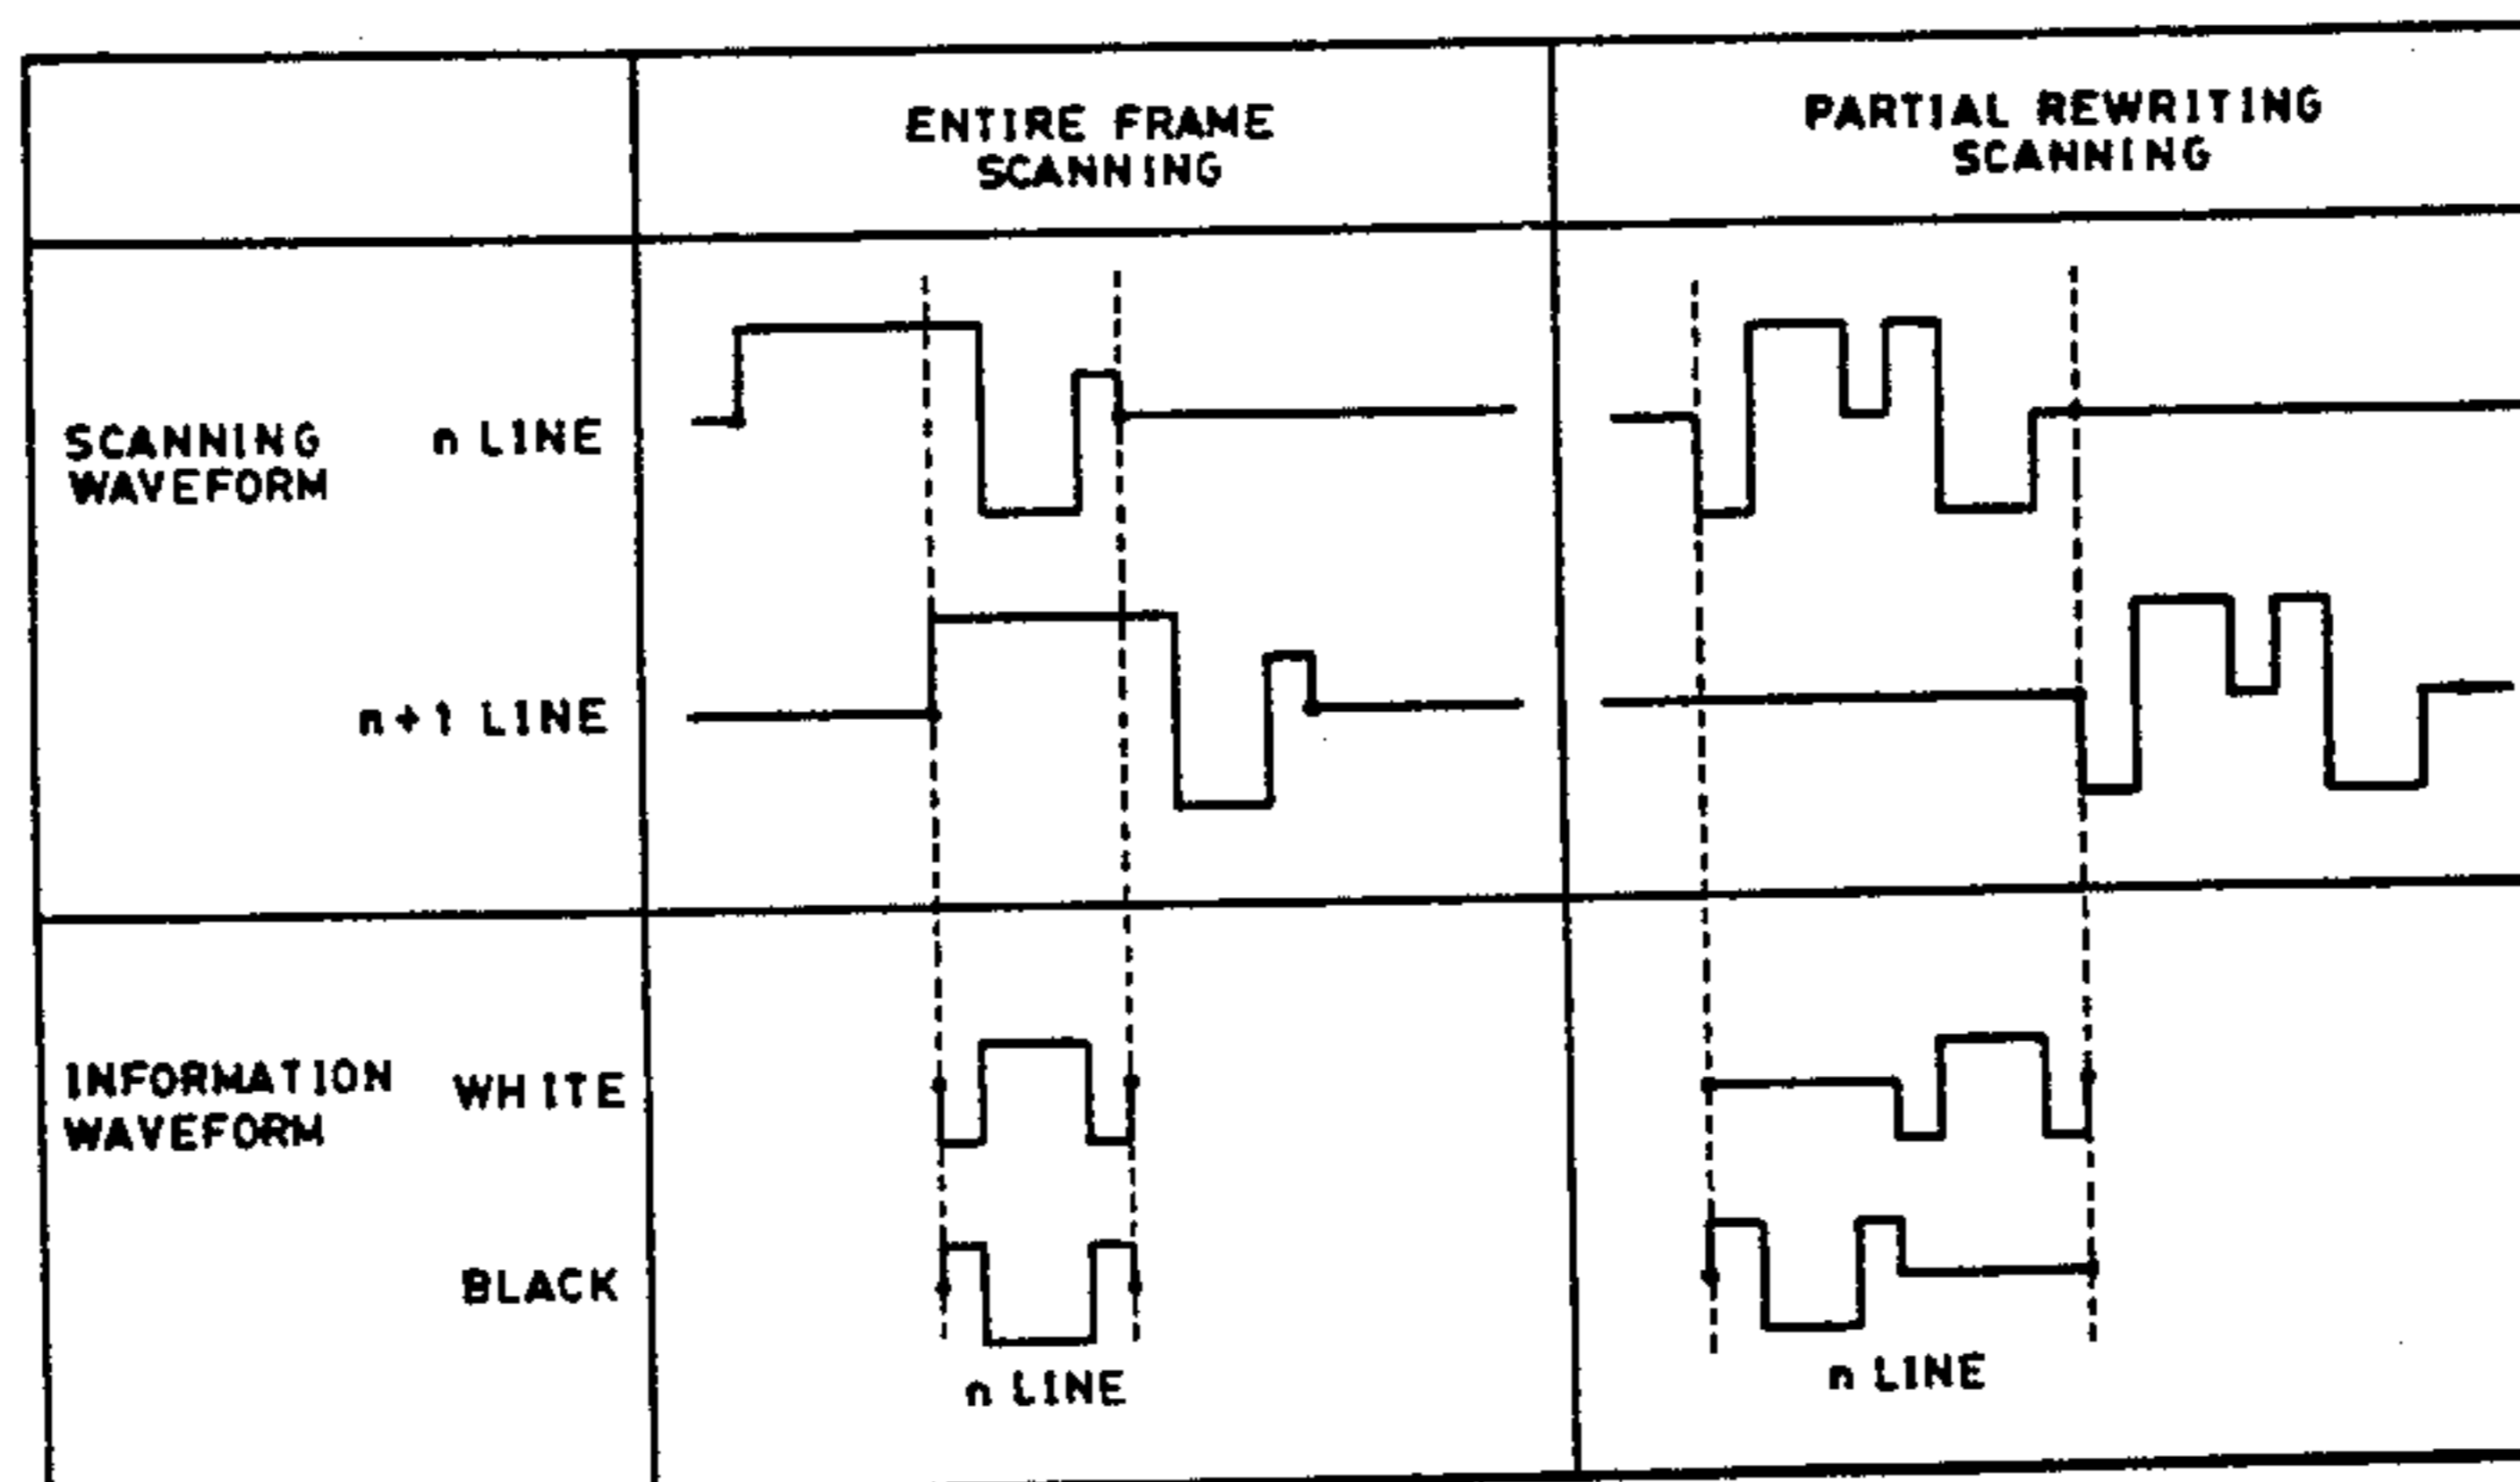 ENTIRE FRAME
SCANNING
PARTIAL REWRITING
SCANNING
SCANNING
WAVEFORM
n LINE
n+1 LINE
INFORMATION
WAVEFORM
WHITE
BLACK
n LINE
n LINE